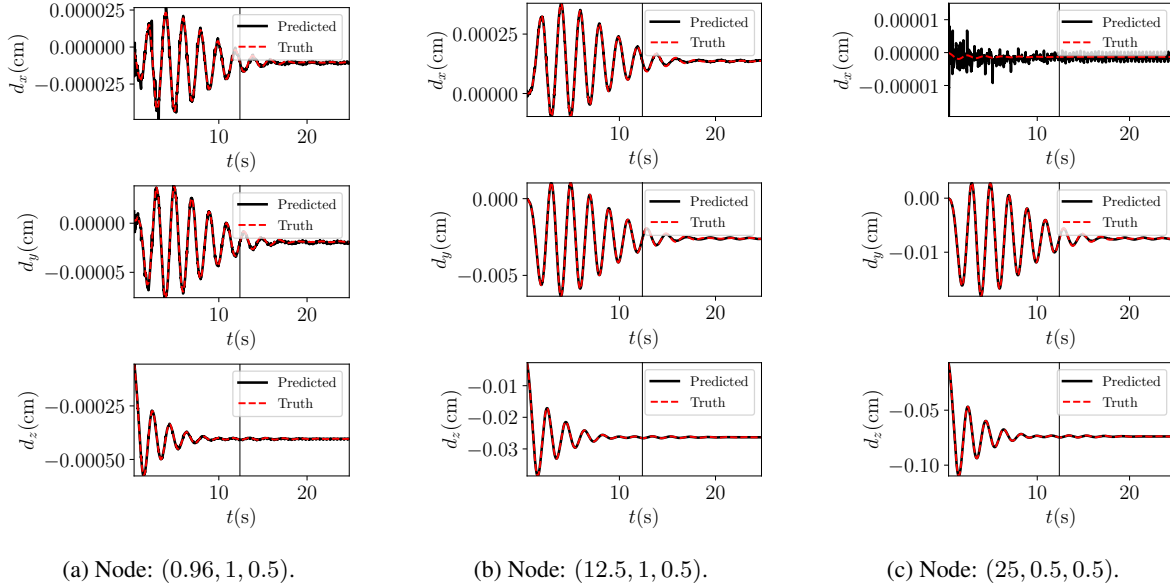 0.000025
0.000000
−0.000025
d_x(cm)
Predicted
Truth
10
20
t(s)
0.00025
0.00000
d_x(cm)
Predicted
Truth
10
20
t(s)
0.00001
0.00000
−0.00001
d_x(cm)
Predicted
Truth
10
20
t(s)
0.00000
−0.00005
d_y(cm)
Predicted
Truth
10
20
t(s)
0.000
−0.005
d_y(cm)
Predicted
Truth
10
20
t(s)
0.00
−0.01
d_y(cm)
Predicted
Truth
10
20
t(s)
−0.00025
−0.00050
d_z(cm)
Predicted
Truth
10
20
t(s)
−0.01
−0.02
−0.03
d_z(cm)
Predicted
Truth
10
20
t(s)
−0.05
−0.10
d_z(cm)
Predicted
Truth
10
20
t(s)
(a) Node: (0.96, 1, 0.5).
(b) Node: (12.5, 1, 0.5).
(c) Node: (25, 0.5, 0.5).